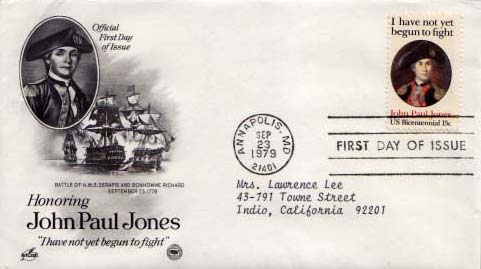 Official
First Day
of Issue
BATTLE OF H.M.S. SERAPIS AND BONHOMME RICHARD
SEPTEMBER 23, 1779
Honoring
John Paul Jones
"I have not yet begun to fight"
ArtCraft
I have not yet
begun to fight
John Paul Jones
US Bicentennial 15c
ANNAPOLIS, MD
SEP
23
1979
21401
FIRST DAY OF ISSUE
Mrs. Lawrence Lee
43-791 Towne Street
Indio, California 92201